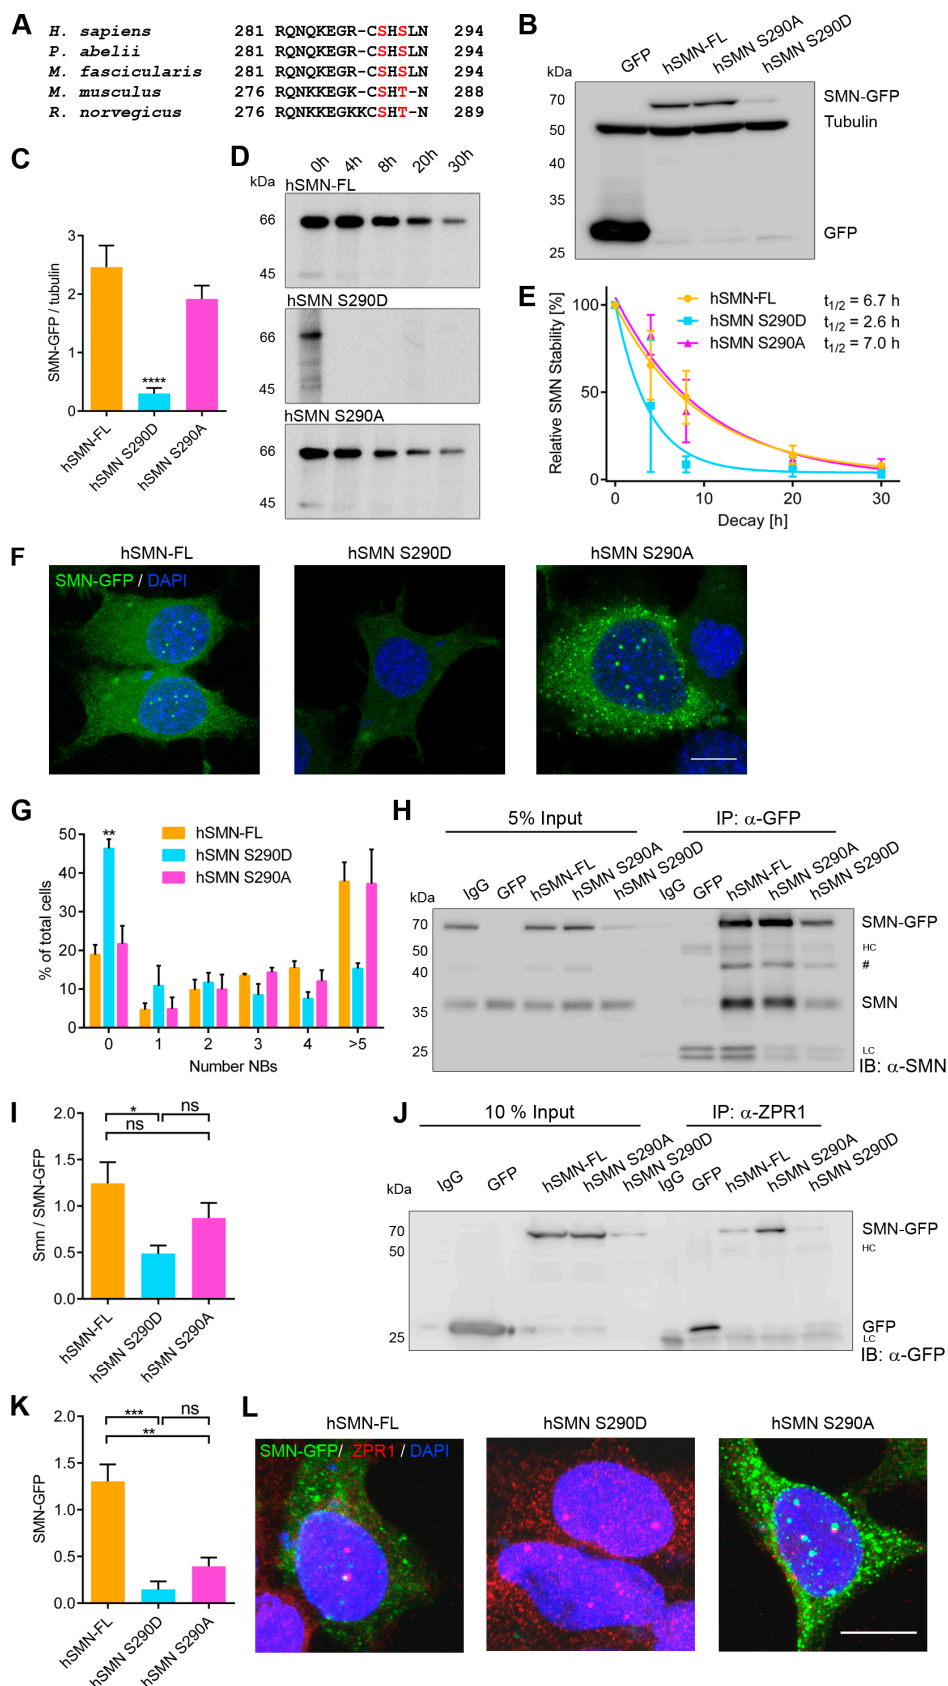 A
H. sapiens 281 RQNQKEGR-CSHSLN 294
P. abelii 281 RQNQKEGR-CSHSLN 294
M. fascicularis 281 RQNQKEGR-CSHSLN 294
M. musculus 276 RQNKKEGK-CSHT-N 288
R. norvegicus 276 RQNKKEGKKCSHT-N 289
B
GFP hSMN-FL hSMN S290A hSMN S290D
kDa
70 SMN-GFP
Tubulin
50
40
35
GFP
25
C
SMN-GFP / tubulin
3
2
1
0
****
hSMN-FL hSMN S290D hSMN S290A
D
0h 4h 8h 20h 30h
kDa
hSMN-FL
66
45
hSMN S290D
66
45
hSMN S290A
66
45
E
Relative SMN Stability [%]
100
50
0
hSMN-FL t1/2 = 6.7 h
hSMN S290D t1/2 = 2.6 h
hSMN S290A t1/2 = 7.0 h
0 10 20 30
Decay [h]
F
hSMN-FL hSMN S290D hSMN S290A
SMN-GFP / DAPI
G
% of total cells
50
40
30
20
10
0
**
hSMN-FL
hSMN S290D
hSMN S290A
0 1 2 3 4 >5
Number NBs
H
5% Input IP: α-GFP
IgG GFP hSMN-FL hSMN S290A hSMN S290D IgG GFP hSMN-FL hSMN S290A hSMN S290D
kDa
70 SMN-GFP
50 HC
40 #
35 SMN
25 LC
IB: α-SMN
I
Smn / SMN-GFP
2.0
1.5
1.0
0.5
0.0
* ns
ns
hSMN-FL hSMN S290D hSMN S290A
J
10 % Input IP: α-ZPR1
IgG GFP hSMN-FL hSMN S290A hSMN S290D IgG GFP hSMN-FL hSMN S290A hSMN S290D
kDa
70 SMN-GFP
50 HC
GFP
25 LC
IB: α-GFP
K
SMN-GFP
2.0
1.5
1.0
0.5
0.0
*** ns
**
hSMN-FL hSMN S290D hSMN S290A
L
hSMN-FL hSMN S290D hSMN S290A
SMN-GFP/ ZPR1 / DAPI